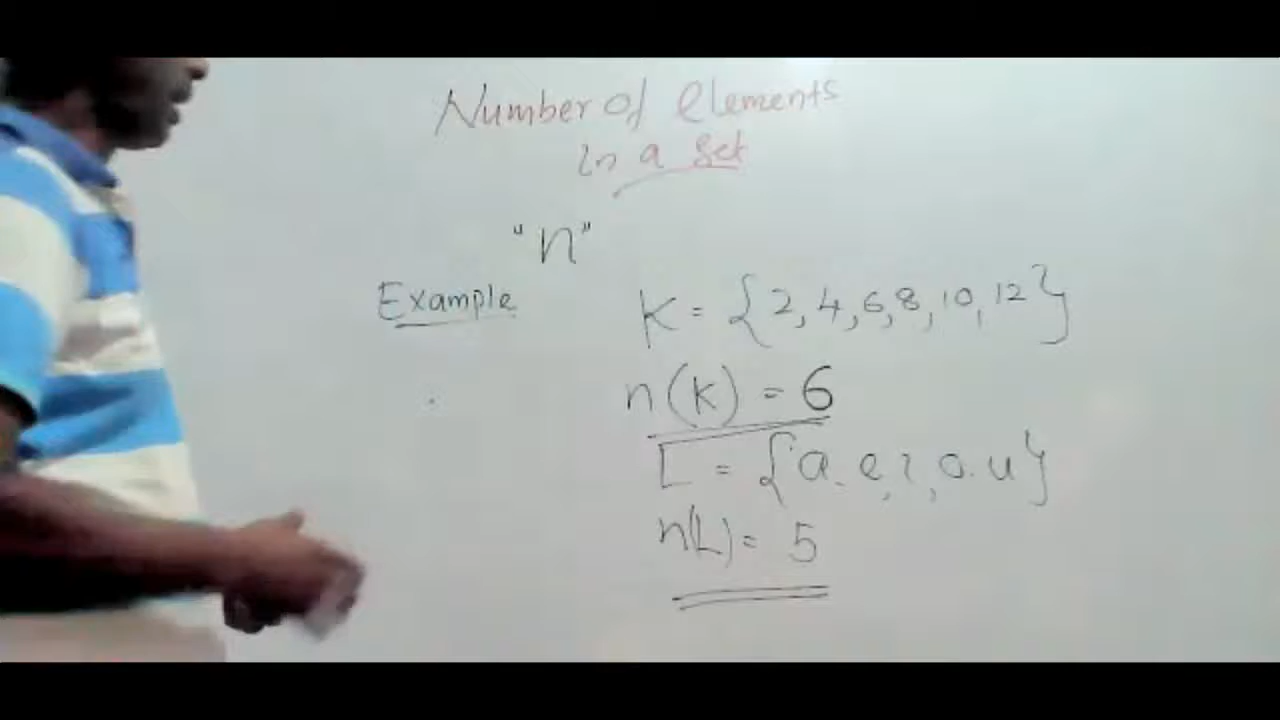 Number of elements
in a set
"n"
Example
K = {2,4,6,8,10,12}
n(k) = 6
L = {a, e, i, o, u}
n(L) = 5